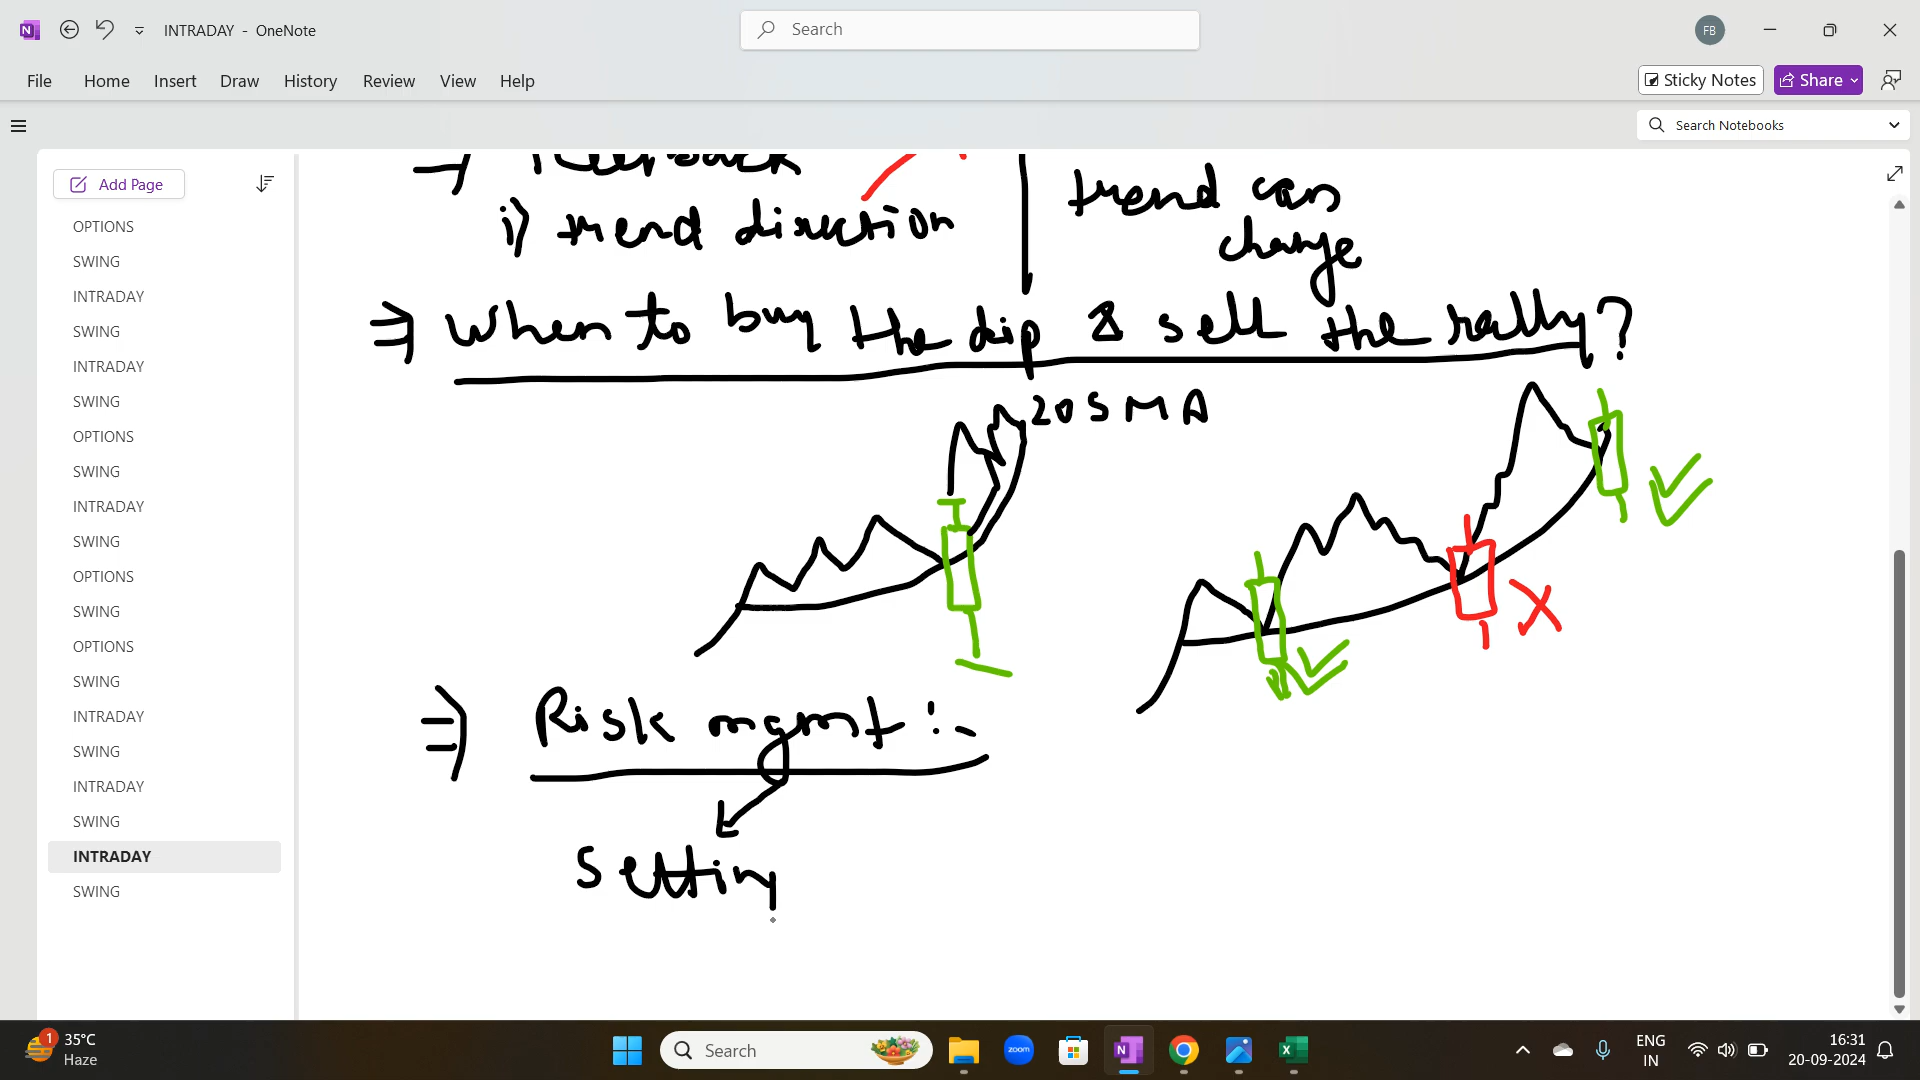 INTRADAY - OneNote
Search
FB
File Home Insert Draw History Review View Help
Sticky Notes Share
Search Notebooks
Add Page
OPTIONS
SWING
INTRADAY
SWING
INTRADAY
SWING
OPTIONS
SWING
INTRADAY
SWING
OPTIONS
SWING
OPTIONS
SWING
INTRADAY
SWING
INTRADAY
SWING
INTRADAY
SWING
i) trend direction
trend can
change
⇒ When to buy the dip & sell the rally?
20 SMA
⇒ Risk mgmt :-
Setting
1
35°C
Haze
Search
zoom
ENG
IN
16:31
20-09-2024